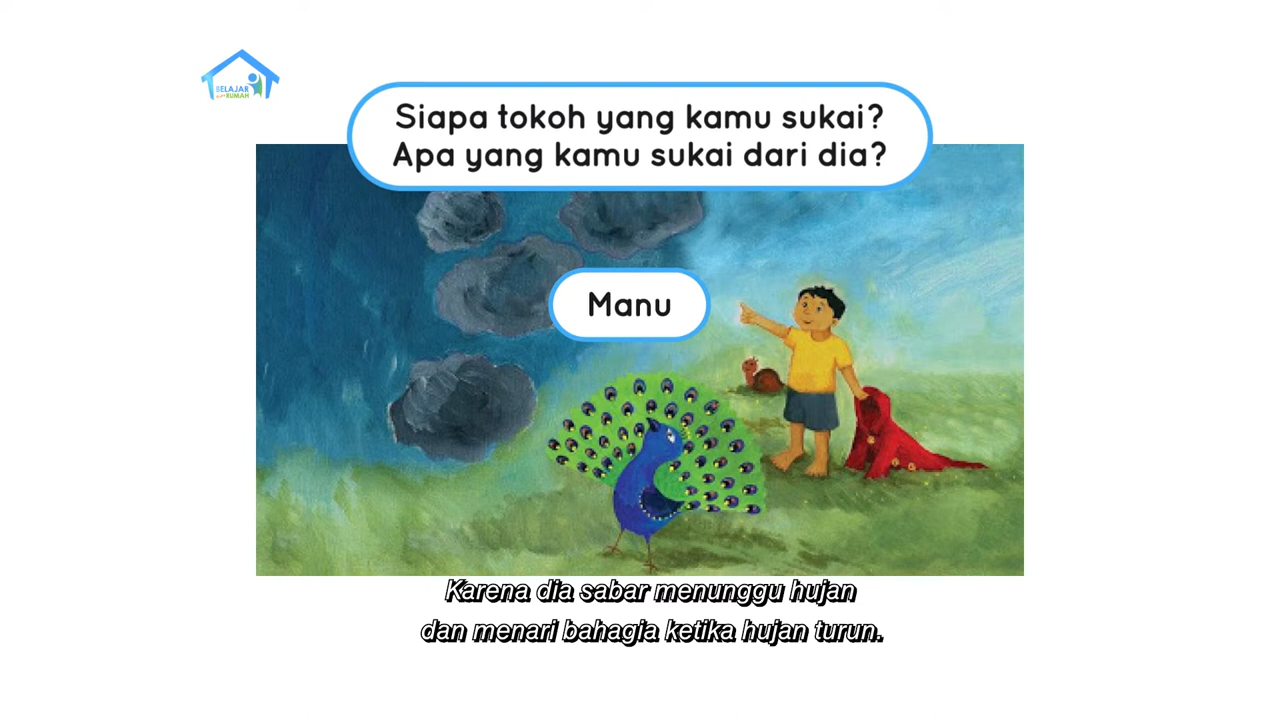 BELAJAR
dari RUMAH
Siapa tokoh yang kamu sukai?
Apa yang kamu sukai dari dia?
Manu
Karena dia sabar menunggu hujan
dan menari bahagia ketika hujan turun.